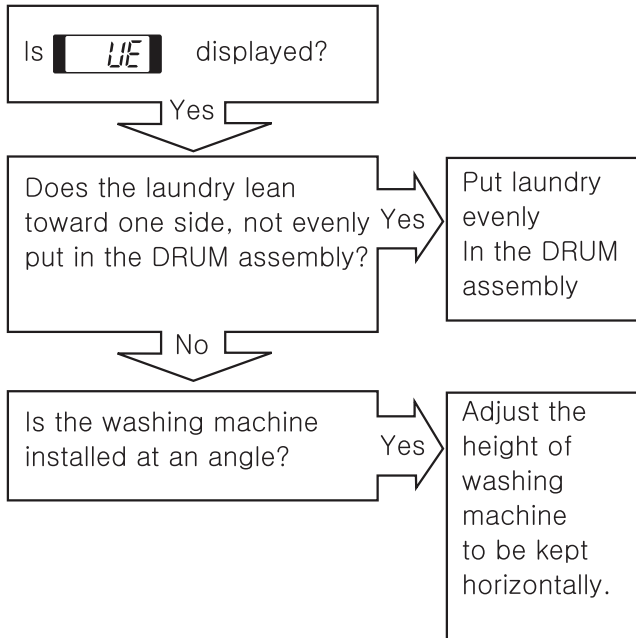 Is UE displayed?
Yes
Does the laundry lean
toward one side, not evenly
put in the DRUM assembly?
Yes
Put laundry
evenly
In the DRUM
assembly
No
Is the washing machine
installed at an angle?
Yes
Adjust the
height of
washing
machine
to be kept
horizontally.